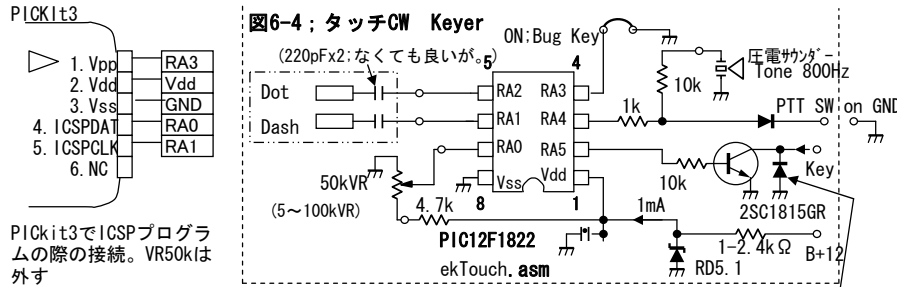 PICKIt3
1. Vpp
2. Vdd
3. Vss
4. ICSPDAT
5. ICSPCLK
6. NC
RA3
Vdd
GND
RA0
RA1
PICkit3でICSPプログラ
ムの際の接続。VR50kは
外す
図6-4；タッチCW Keyer
(220pFx2;なくても良いが。)
Dot
Dash
50kVR
(5～100kVR)
4.7k
5
4
RA2
RA3
RA1
RA4
RA0
RA5
Vss
Vdd
8
1
PIC12F1822
ekTouch.asm
ON;Bug Key
圧電サウンダー
Tone 800Hz
10k
1k
PTT SW on GND
10k
Key
2SC1815GR
1mA
1-2.4kΩ
B+12
RD5.1